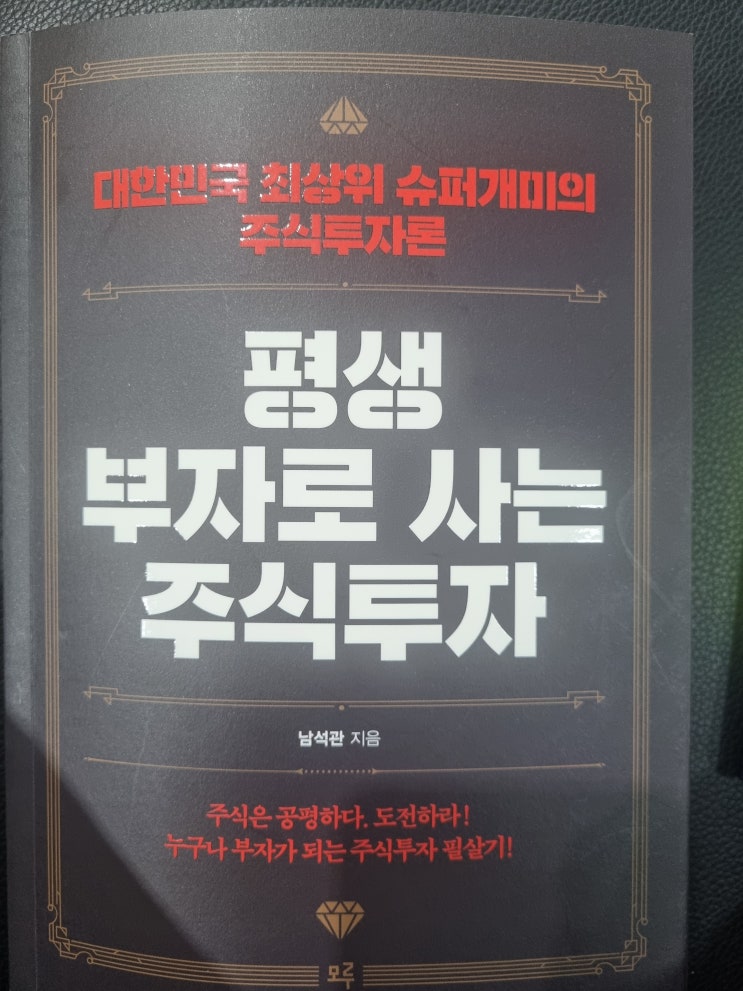 대한민국 최상위 슈퍼개미의
주식투자론
평생
부자로 사는
주식투자
남석관 지음
주식은 공평하다. 도전하라!
누구나 부자가 되는 주식투자 필살기!
모루